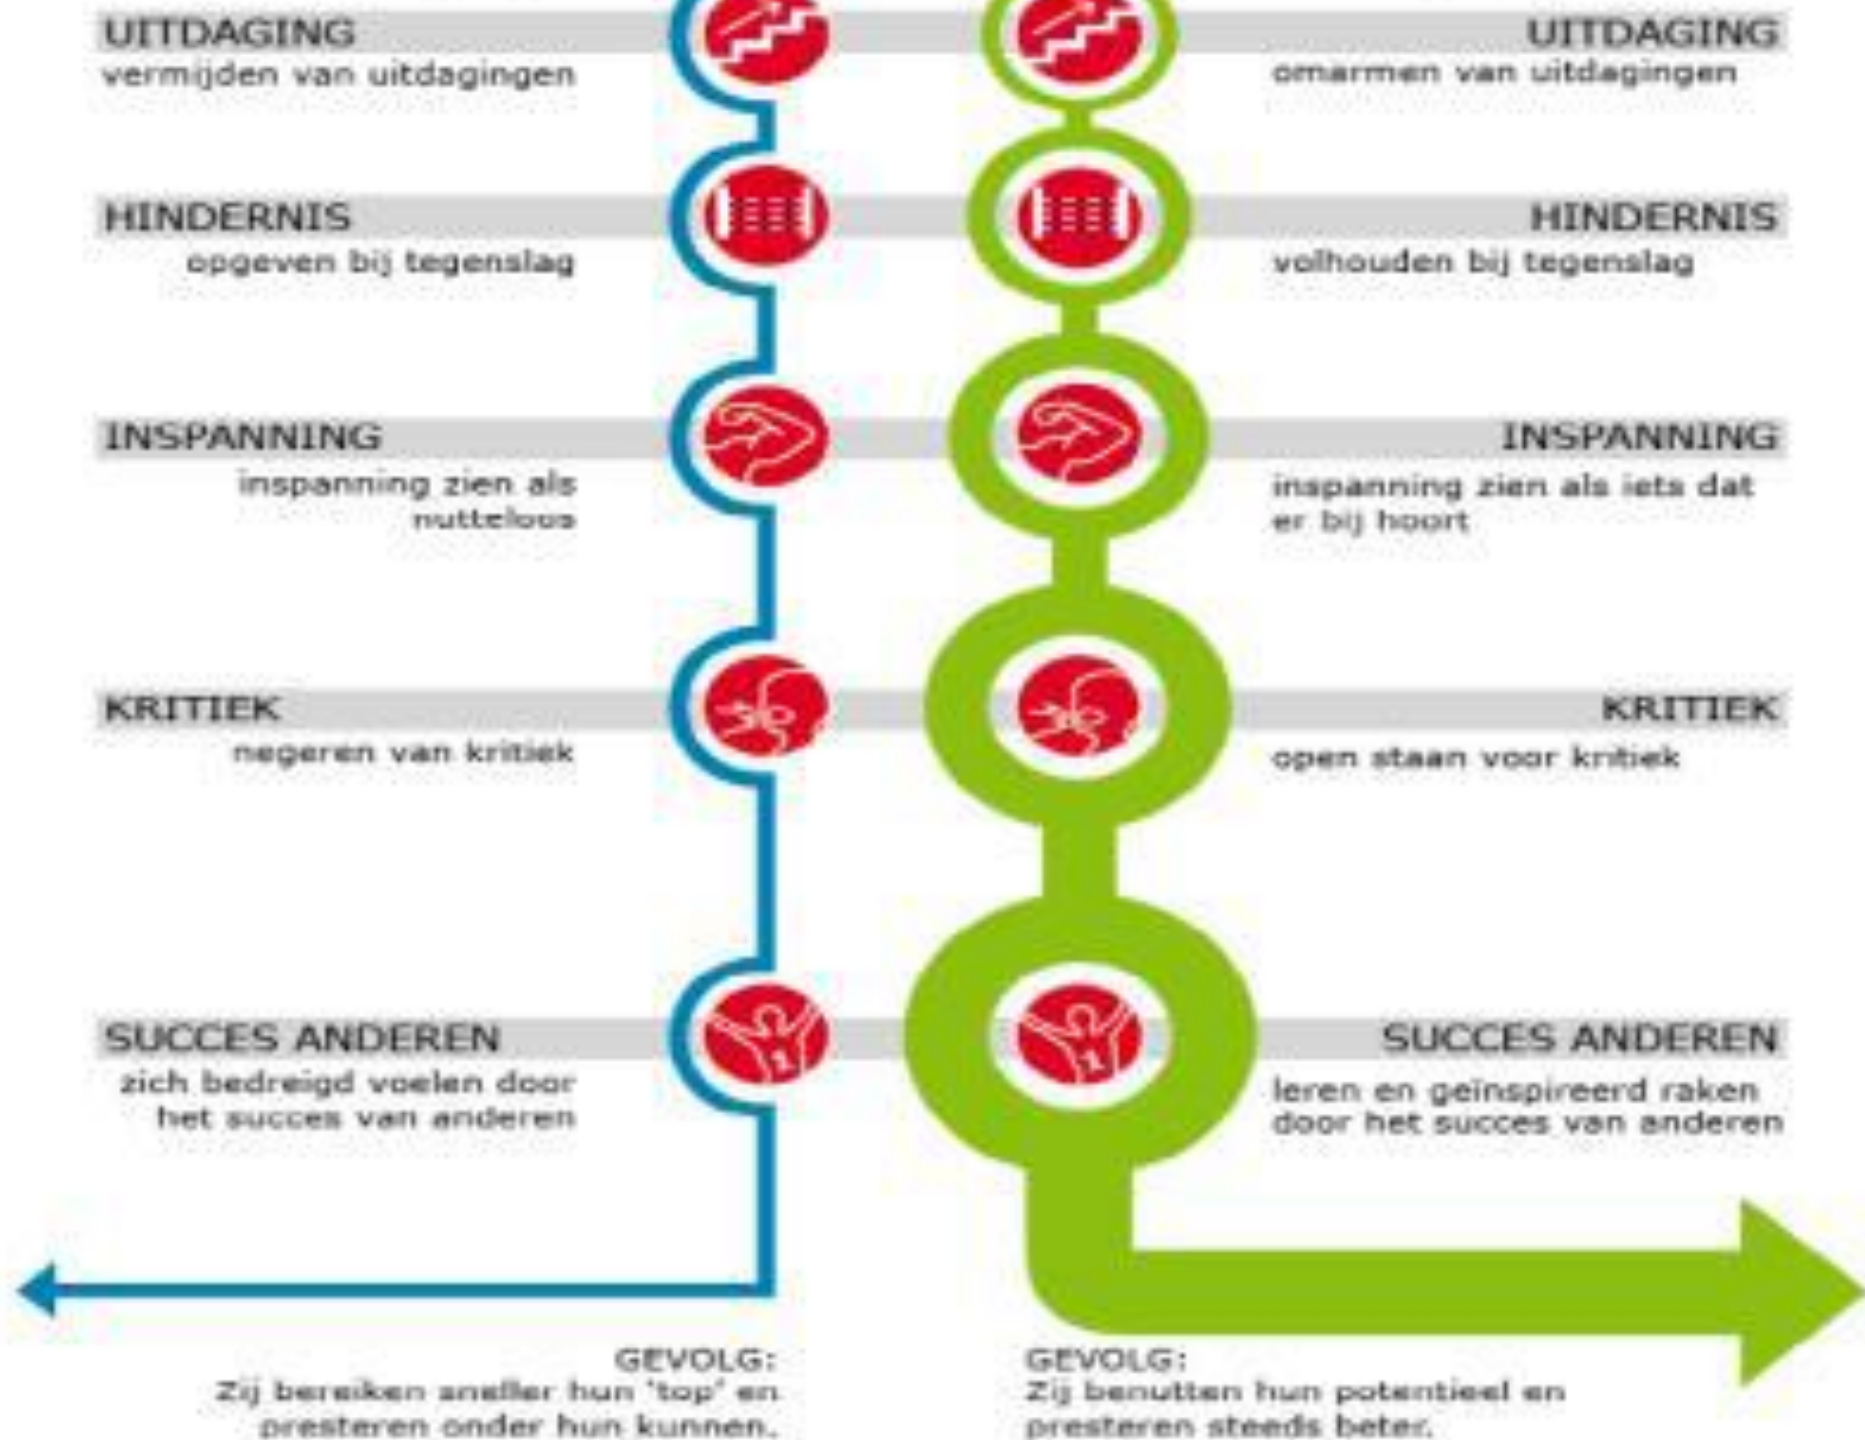 UITDAGING
vermijden van uitdagingen
UITDAGING
omarmen van uitdagingen
HINDERNIS
opgeven bij tegenslag
HINDERNIS
volhouden bij tegenslag
INSPANNING
inspanning zien als
nutteloos
INSPANNING
inspanning zien als iets dat
er bij hoort
KRITIEK
negeren van kritiek
KRITIEK
open staan voor kritiek
SUCCES ANDEREN
zich bedreigd voelen door
het succes van anderen
SUCCES ANDEREN
leren en geïnspireerd raken
door het succes van anderen
GEVOLG:
Zij bereiken sneller hun 'top' en
presteren onder hun kunnen.
GEVOLG:
Zij benutten hun potentieel en
presteren steeds beter.